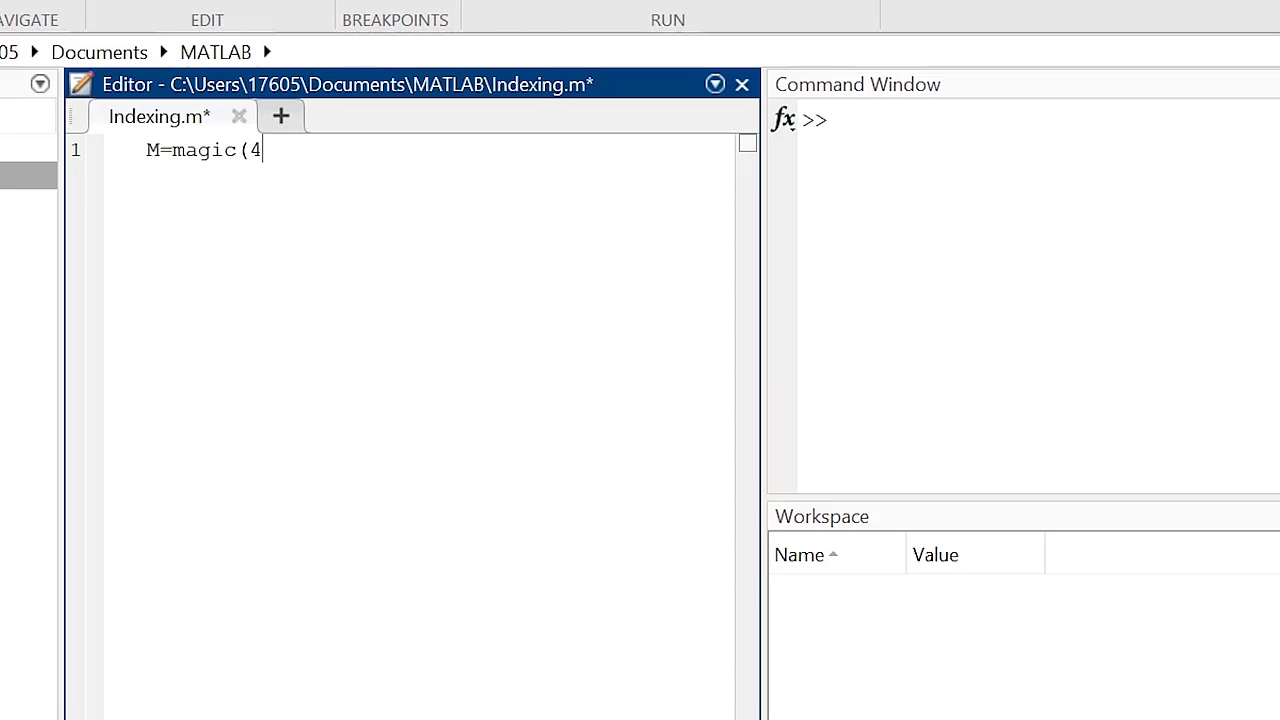 AVIGATE EDIT BREAKPOINTS RUN
05 Documents MATLAB
Editor - C:\Users\17605\Documents\MATLAB\Indexing.m*
Indexing.m*
1 M=magic(4
Command Window
fx >>
Workspace
Name Value